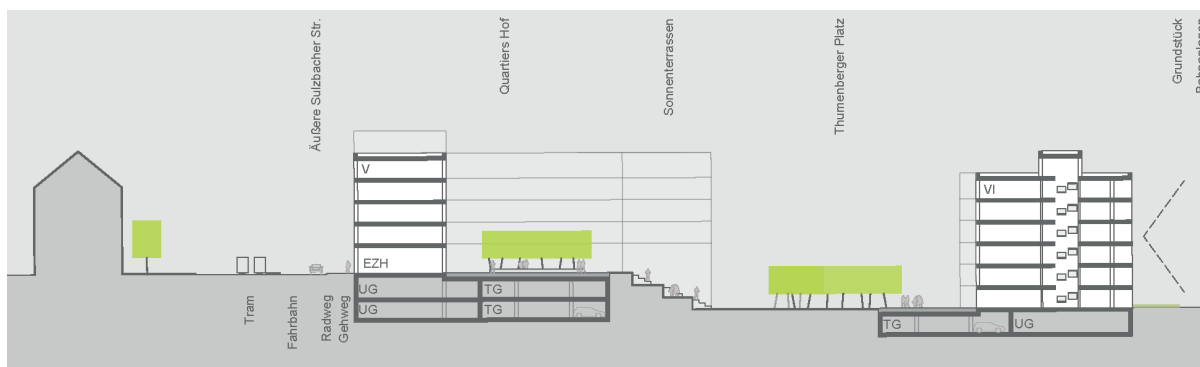 Äußere Sulzbacher Str.
Quartiers Hof
Sonnenterrassen
Thumenberger Platz
Grundstück
V
VI
EZH
UG
TG
UG
TG
TG
UG
Tram
Fahrbahn
Radweg
Gehweg